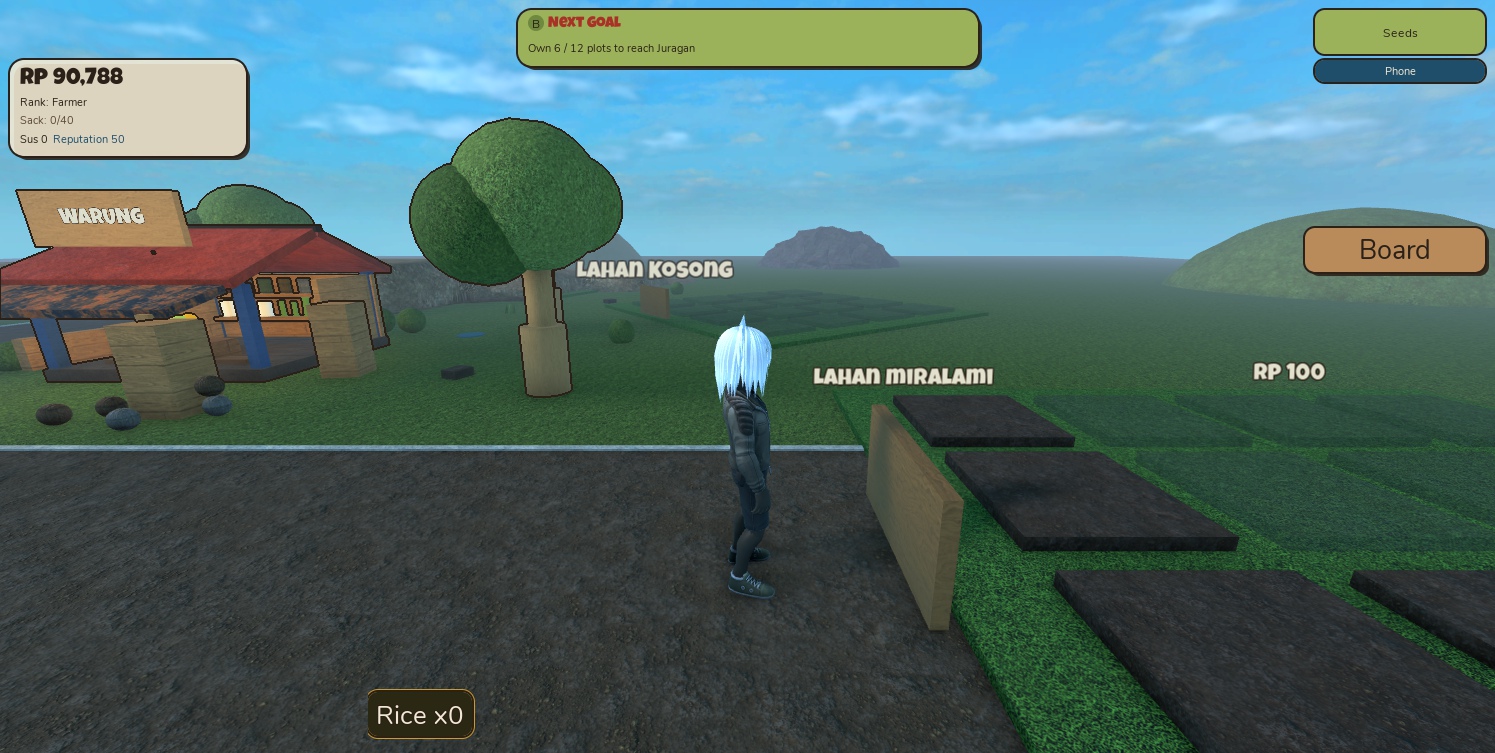 B NEXT GOAL
Own 6 / 12 plots to reach Juragan
Seeds
Phone
RP 90,788
Rank: Farmer
Sack: 0/40
Sus 0 Reputation 50
WARUNG
Board
LAHAN KOSONG
LAHAN MIRALAMI
RP 100
Rice x0